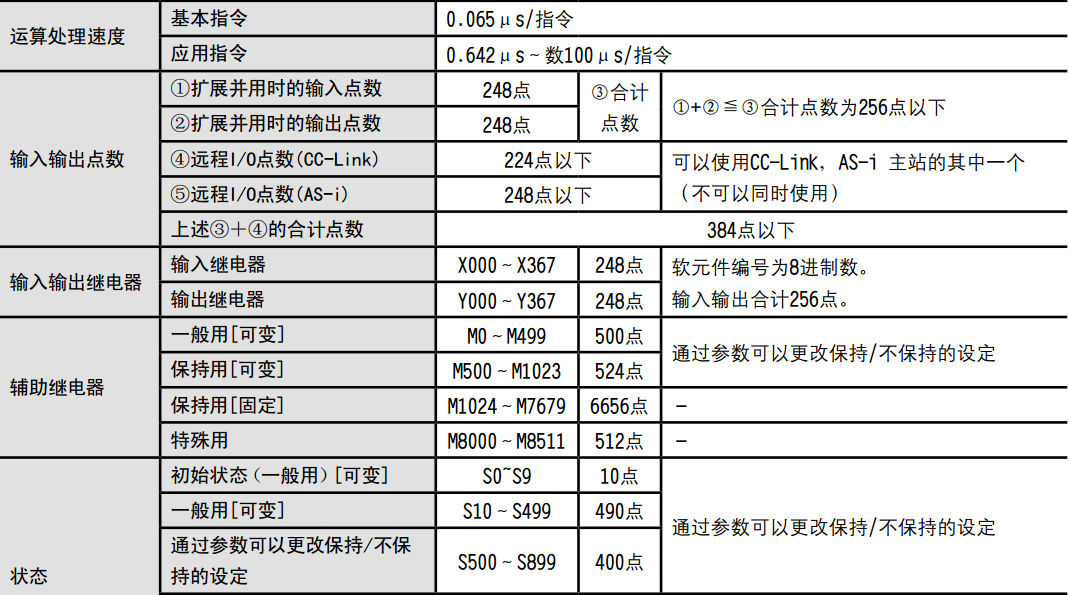 运算处理速度
基本指令
0.065μs/指令
应用指令
0.642μs~数100μs/指令
输入输出点数
①扩展并用时的输入点数
248点
②扩展并用时的输出点数
248点
③合计
点数
①+②≦③合计点数为256点以下
④远程I/O点数(CC-Link)
224点以下
⑤远程I/O点数(AS-i)
248点以下
可以使用CC-Link, AS-i 主站的其中一个
(不可以同时使用)
上述③+④的合计点数
384点以下
输入输出继电器
输入继电器
X000~X367
248点
输出继电器
Y000~Y367
248点
软元件编号为8进制数。
输入输出合计256点。
辅助继电器
一般用[可变]
M0~M499
500点
保持用[可变]
M500~M1023
524点
通过参数可以更改保持/不保持的设定
保持用[固定]
M1024~M7679
6656点
-
特殊用
M8000~M8511
512点
-
状态
初始状态(一般用)[可变]
S0~S9
10点
一般用[可变]
S10~S499
490点
通过参数可以更改保持/不保
持的设定
S500~S899
400点
通过参数可以更改保持/不保持的设定